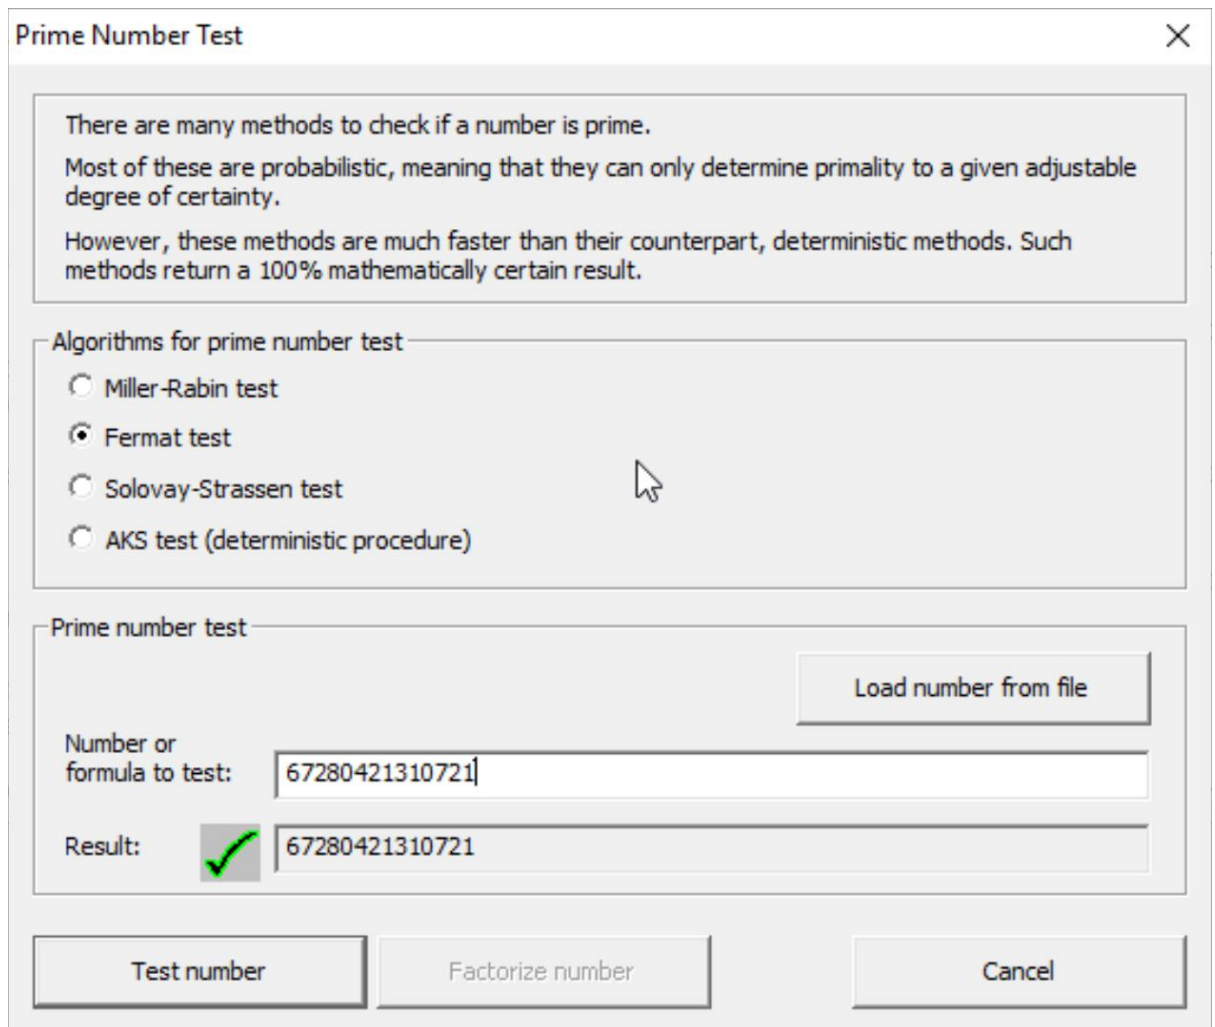 Prime Number Test
There are many methods to check if a number is prime.
Most of these are probabilistic, meaning that they can only determine primality to a given adjustable
degree of certainty.
However, these methods are much faster than their counterpart, deterministic methods. Such
methods return a 100% mathematically certain result.
Algorithms for prime number test
Miller-Rabin test
Fermat test
Solovay-Strassen test
AKS test (deterministic procedure)
Prime number test
Load number from file
Number or
formula to test:
67280421310721
Result:
67280421310721
Test number
Factorize number
Cancel